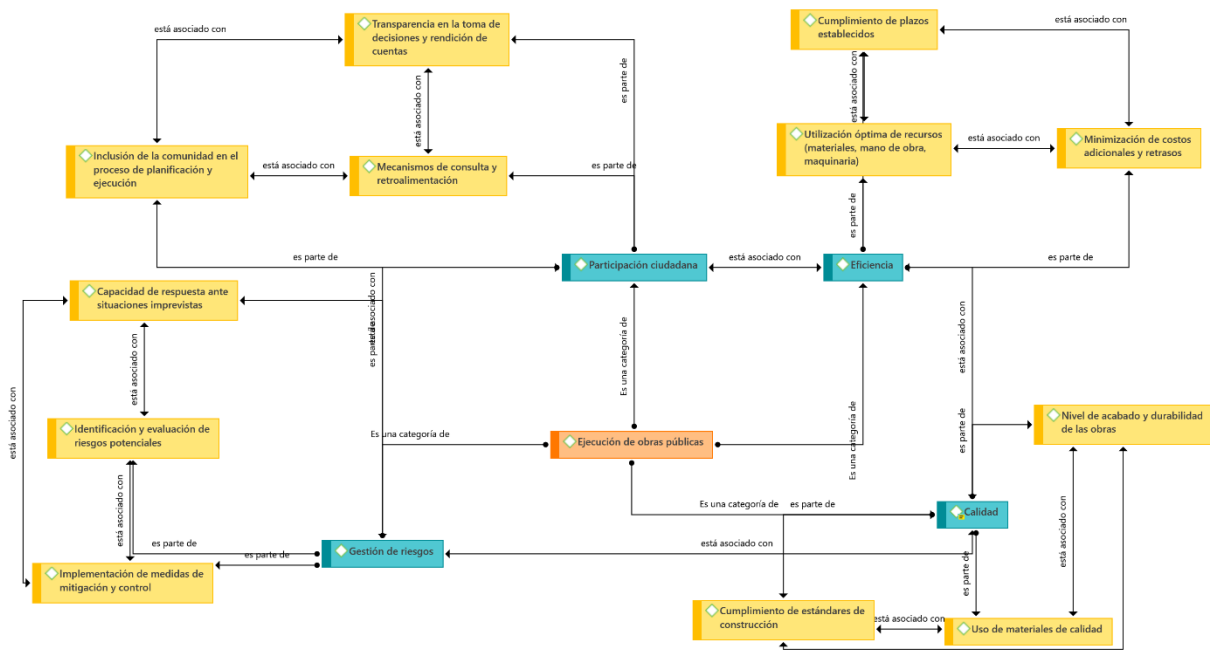 Transparencia en la toma de
decisiones y rendición de
cuentas
Cumplimiento de plazos
establecidos
está asociado con
está asociado con
es parte de
está asociado con
está asociado con
Utilización óptima de recursos
(materiales, mano de obra,
maquinaria)
está asociado con
Minimización de costos
adicionales y retrasos
Inclusión de la comunidad en el
proceso de planificación y
ejecución
está asociado con
Mecanismos de consulta y
retroalimentación
es parte de
es parte de
es parte de
Participación ciudadana
está asociado con
Eficiencia
es parte de
Capacidad de respuesta ante
situaciones imprevistas
está asociado con
es parte de
Es una categoría de
está asociado con
está asociado con
está asociado con
Identificación y evaluación de
riesgos potenciales
Es una categoría de
Ejecución de obras públicas
Es una categoría de
es parte de
Nivel de acabado y durabilidad
de las obras
está asociado con
Es una categoría de
es parte de
Calidad
está asociado con
es parte de
Gestión de riesgos
es parte de
está asociado con
es parte de
Implementación de medidas de
mitigación y control
Cumplimiento de estándares de
construcción
está asociado con
Uso de materiales de calidad